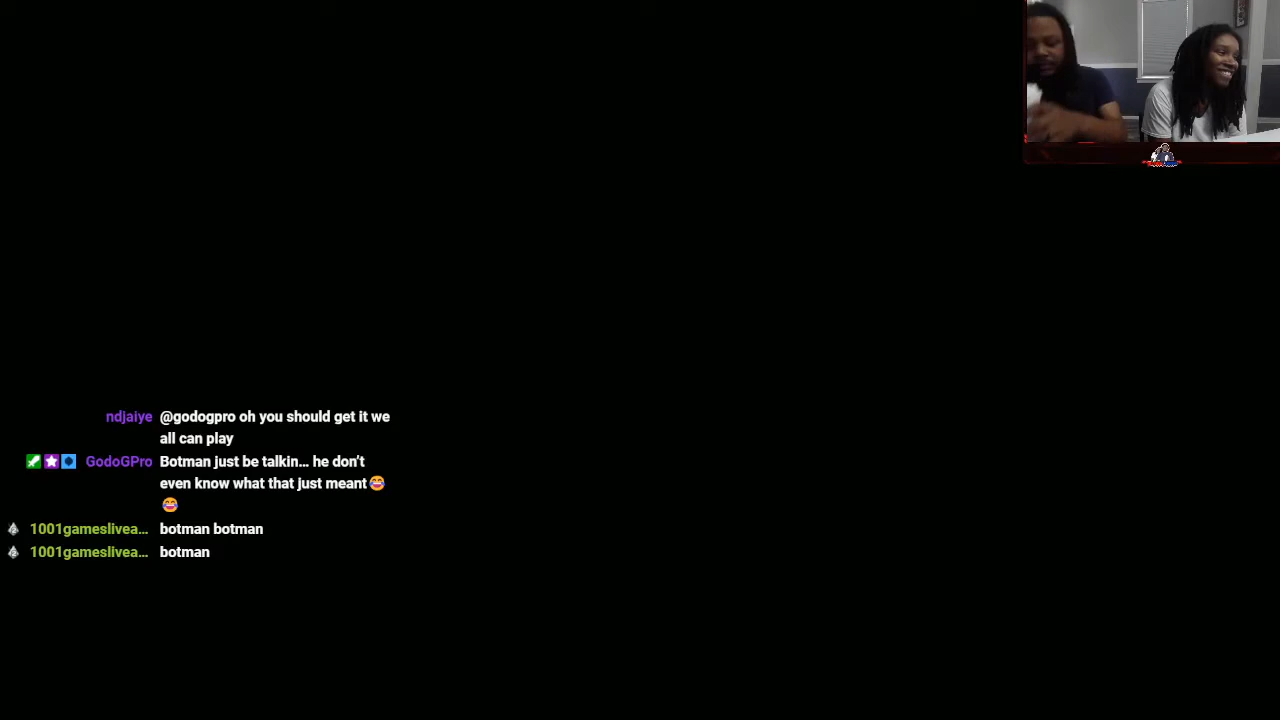 ndjaiye @godogpro oh you should get it we
all can play
GodoGPro Botman just be talkin… he don't
even know what that just meant😂
😂
1001gameslivea… botman botman
1001gameslivea… botman